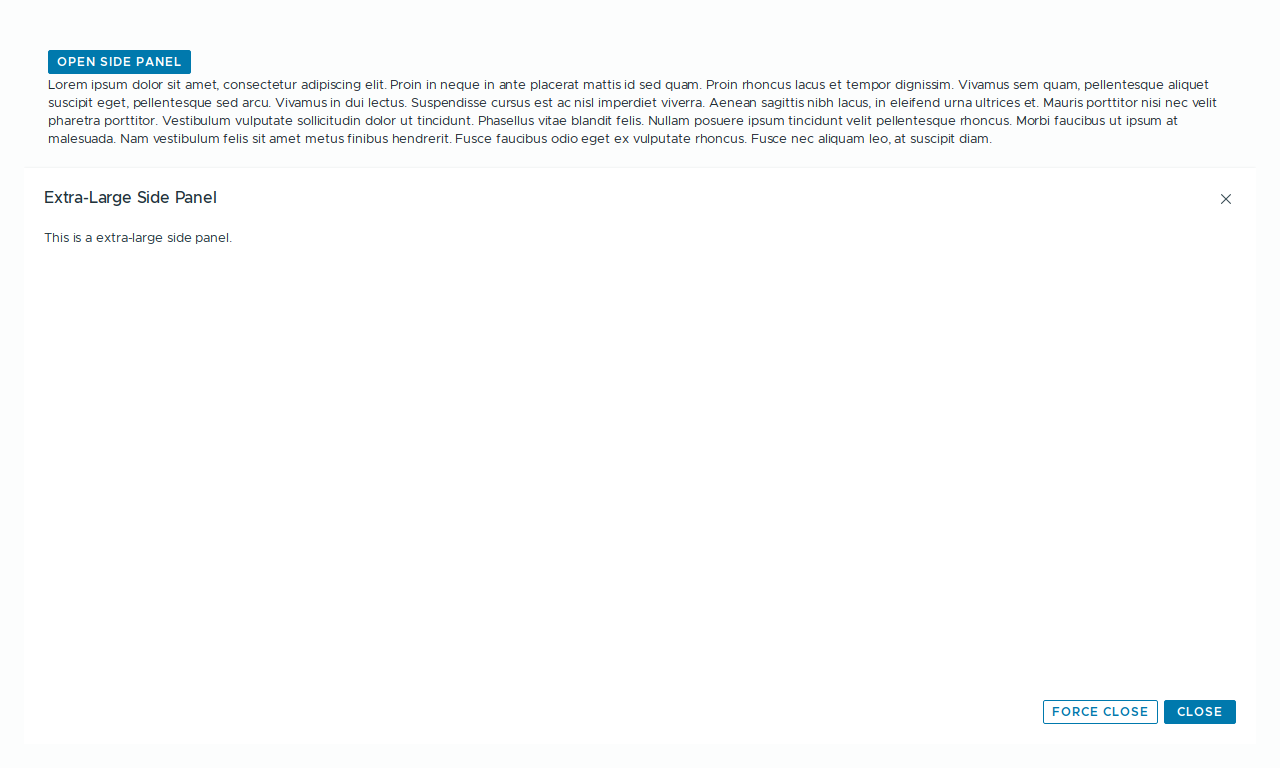 OPEN SIDE PANEL
Lorem ipsum dolor sit amet, consectetur adipiscing elit. Proin in neque in ante placerat mattis id sed quam. Proin rhoncus lacus et tempor dignissim. Vivamus sem quam, pellentesque aliquet
suscipit eget, pellentesque sed arcu. Vivamus in dui lectus. Suspendisse cursus est ac nisl imperdiet viverra. Aenean sagittis nibh lacus, in eleifend urna ultrices et. Mauris porttitor nisi nec velit
pharetra porttitor. Vestibulum vulputate sollicitudin dolor ut tincidunt. Phasellus vitae blandit felis. Nullam posuere ipsum tincidunt velit pellentesque rhoncus. Morbi faucibus ut ipsum at
malesuada. Nam vestibulum felis sit amet metus finibus hendrerit. Fusce faucibus odio eget ex vulputate rhoncus. Fusce nec aliquam leo, at suscipit diam.
Extra-Large Side Panel
This is a extra-large side panel.
FORCE CLOSE CLOSE